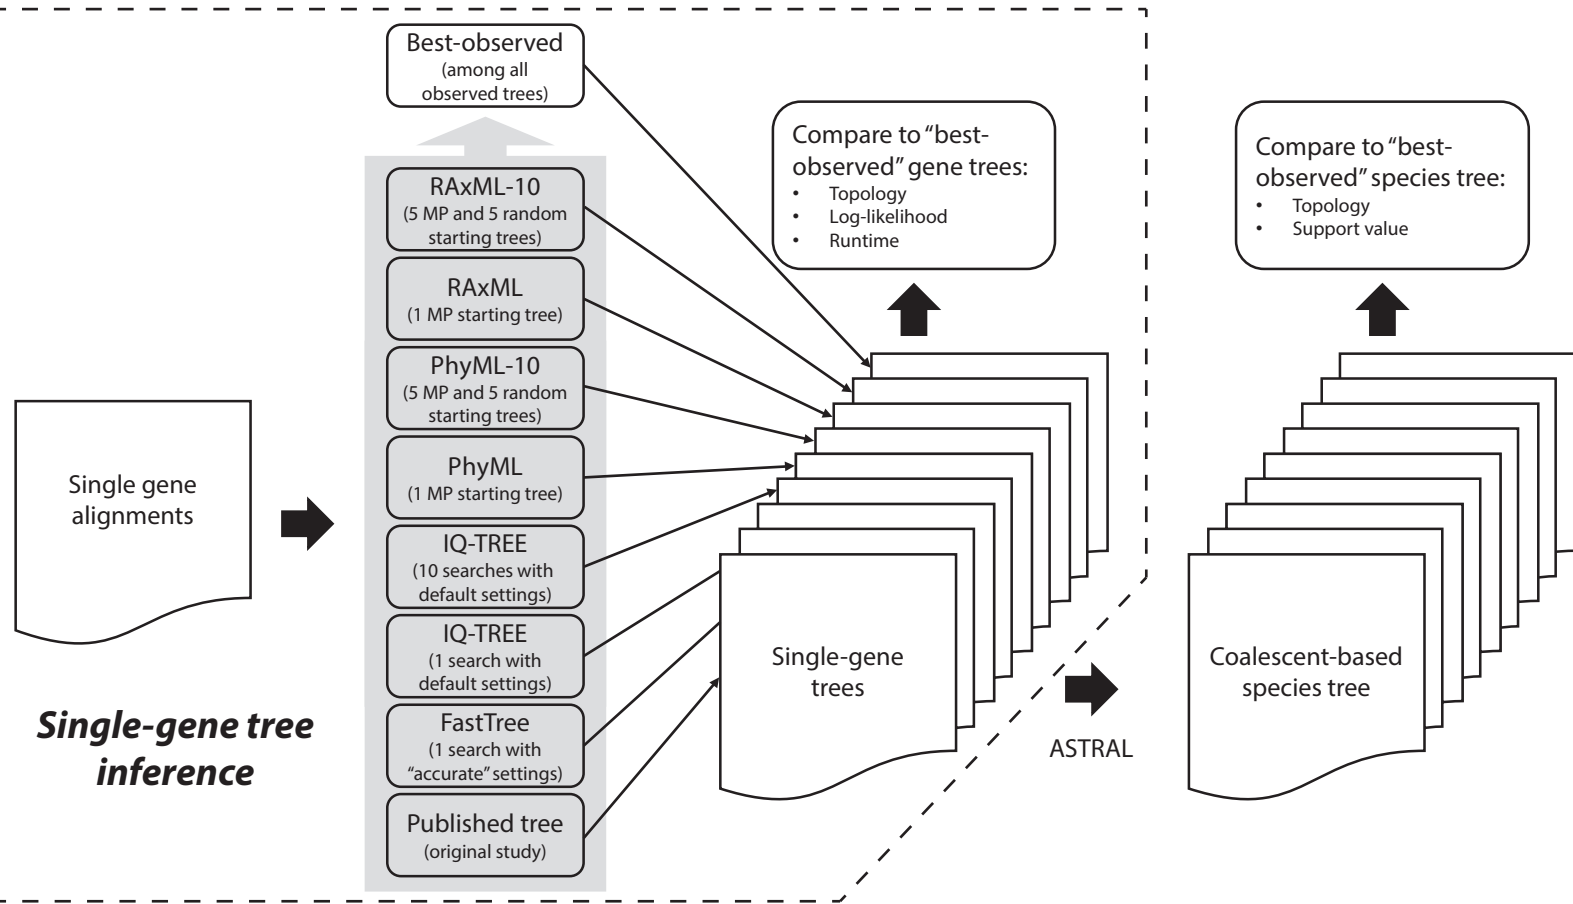 Best-observed
(among all
observed trees)
RAxML-10
(5 MP and 5 random
starting trees)
RAxML
(1 MP starting tree)
PhyML-10
(5 MP and 5 random
starting trees)
PhyML
(1 MP starting tree)
IQ-TREE
(10 searches with
default settings)
IQ-TREE
(1 search with
default settings)
FastTree
(1 search with
“accurate” settings)
Published tree
(original study)
Single gene
alignments
Single-gene tree
inference
Compare to “best-
observed” gene trees:
• Topology
• Log-likelihood
• Runtime
Single-gene
trees
ASTRAL
Compare to “best-
observed” species tree:
• Topology
• Support value
Coalescent-based
species tree